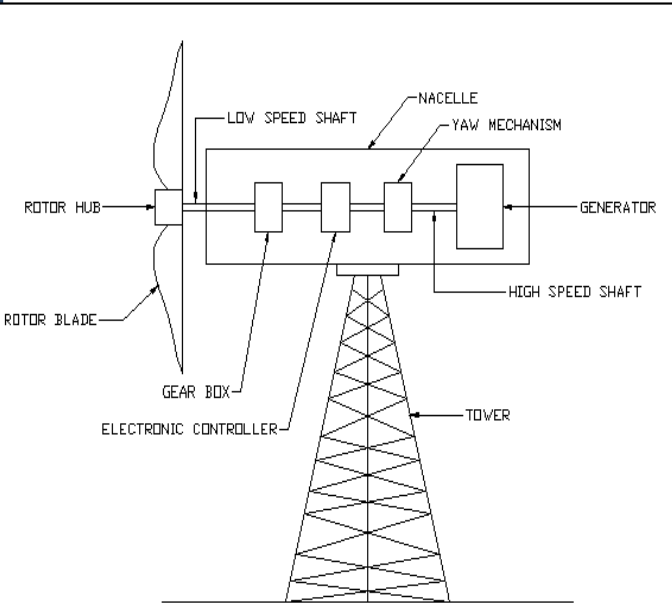 NACELLE
LOW SPEED SHAFT
YAW MECHANISM
ROTOR HUB
GENERATOR
HIGH SPEED SHAFT
ROTOR BLADE
GEAR BOX
TOWER
ELECTRONIC CONTROLLER